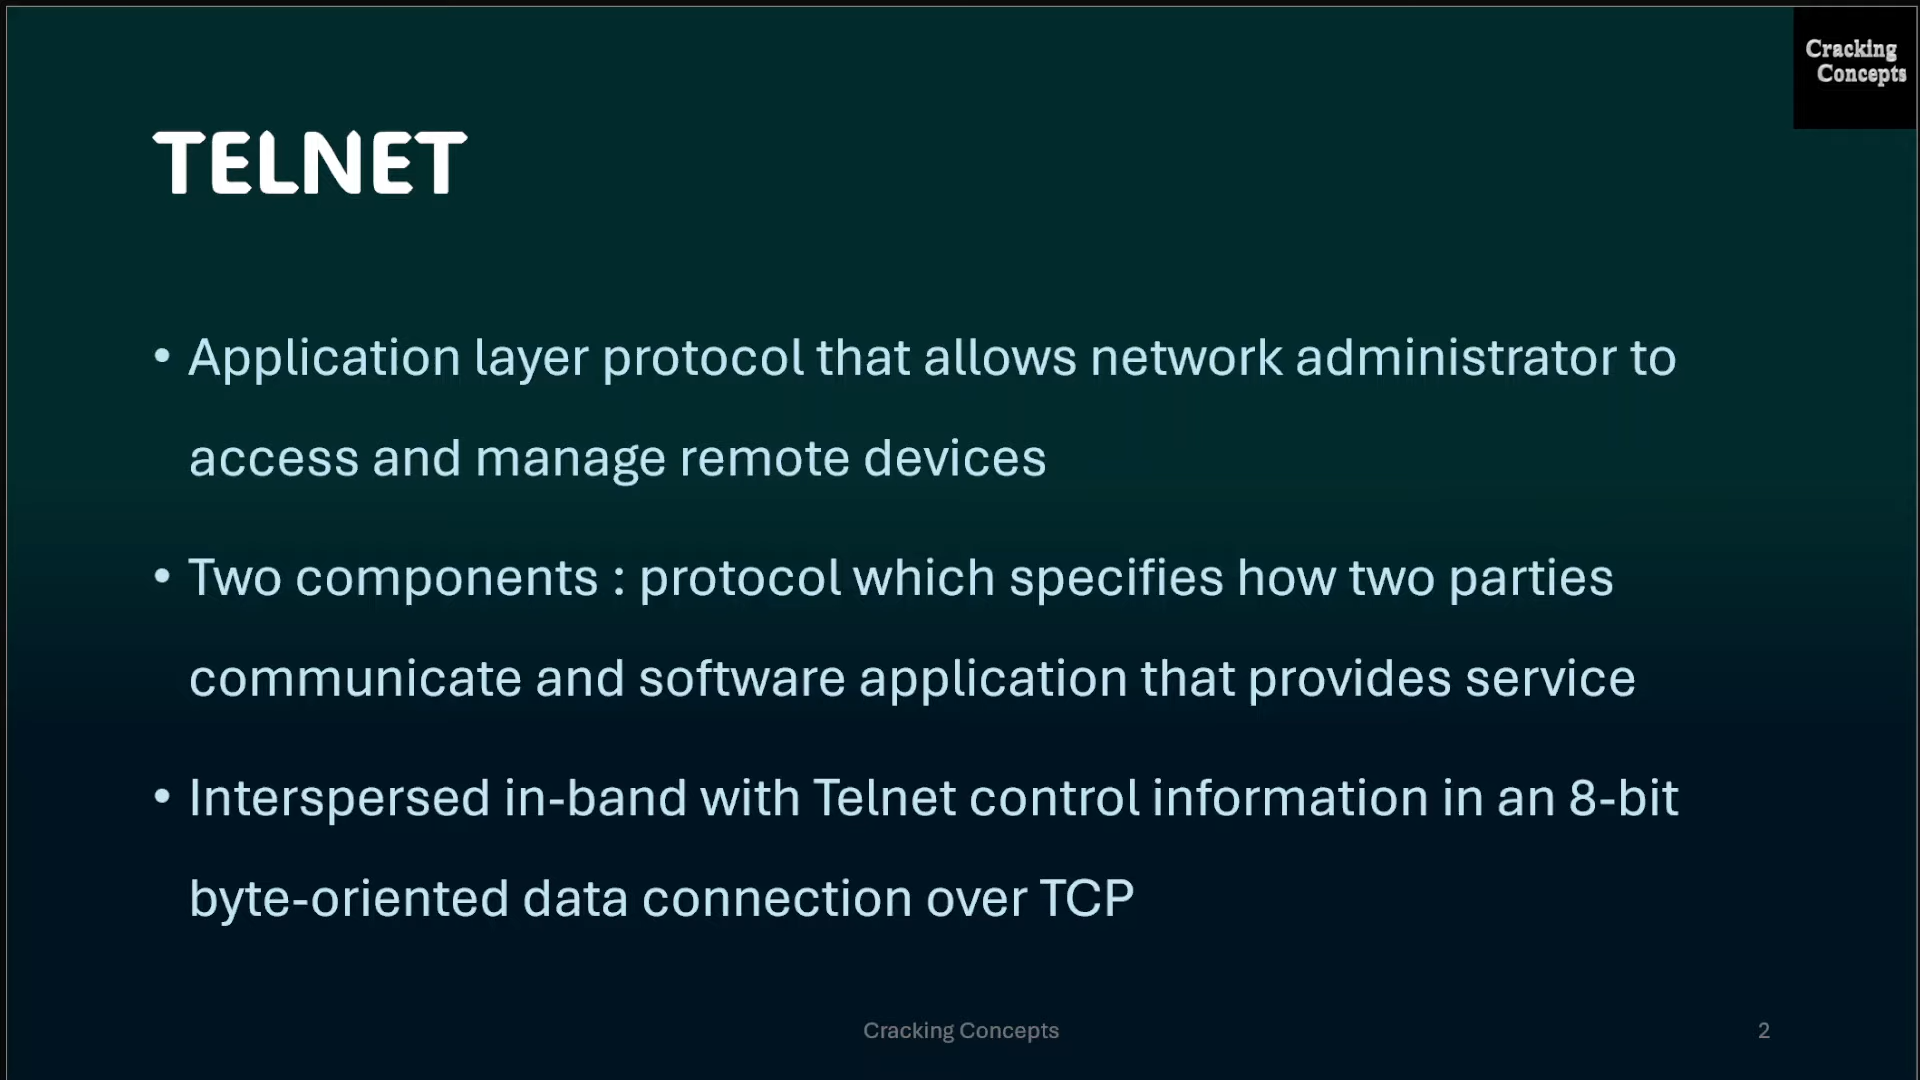 Cracking
Concepts
TELNET
• Application layer protocol that allows network administrator to
access and manage remote devices
• Two components : protocol which specifies how two parties
communicate and software application that provides service
• Interspersed in-band with Telnet control information in an 8-bit
byte-oriented data connection over TCP
Cracking Concepts
2